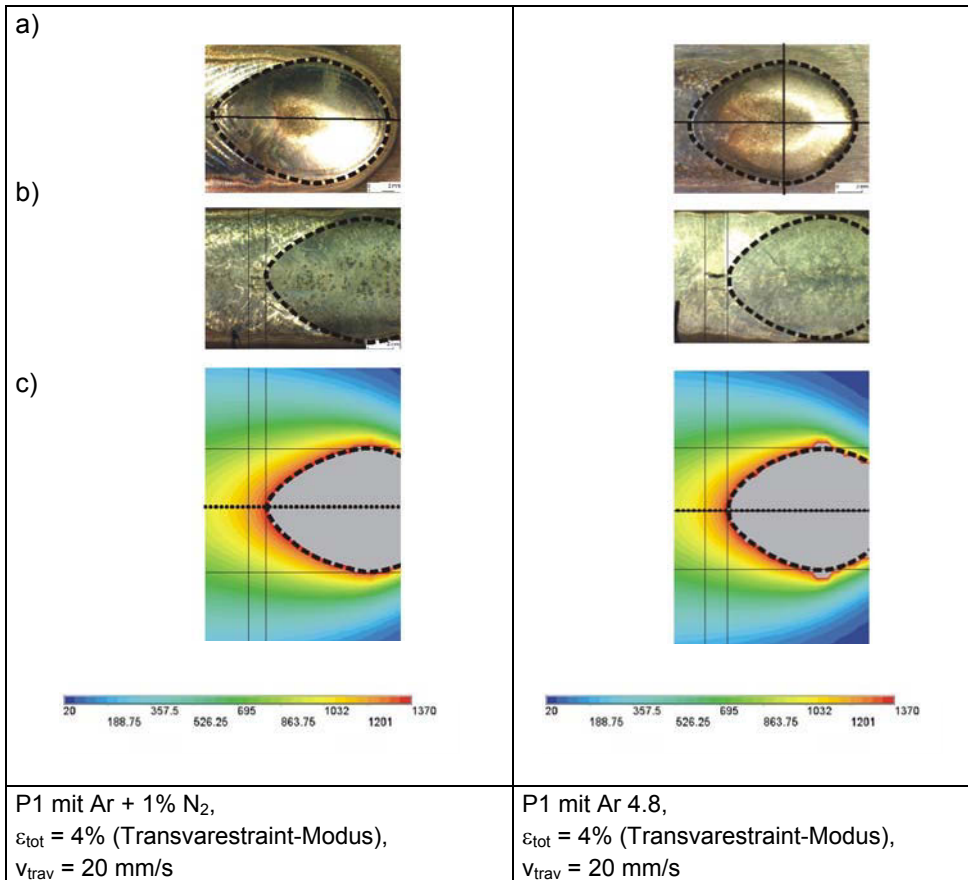 a)
b)
c)
20 357.5 695 1032 1370
188.75 526.25 863.75 1201
20 357.5 695 1032 1370
188.75 526.25 863.75 1201
P1 mit Ar + 1% N₂,
εtot = 4% (Transvarestraint-Modus),
vtrav = 20 mm/s
P1 mit Ar 4.8,
εtot = 4% (Transvarestraint-Modus),
vtrav = 20 mm/s